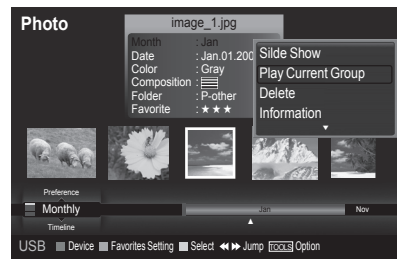 Photo
image_1.jpg
Month : Jan
Date : Jan.01.200
Color : Gray
Composition :
Folder : P-other
Favorite : ★ ★ ★
Silde Show
Play Current Group
Delete
Information
Preference
Monthly
Timeline
Jan
Nov
USB Device Favorites Setting Select Jump TOOLS Option